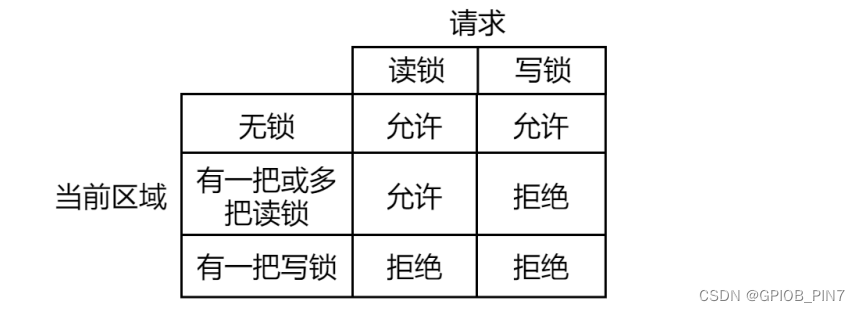 请求
读锁 写锁
无锁 允许 允许
当前区域
有一把或多
把读锁
允许 拒绝
有一把写锁 拒绝 拒绝
CSDN @GPIOB_PIN7